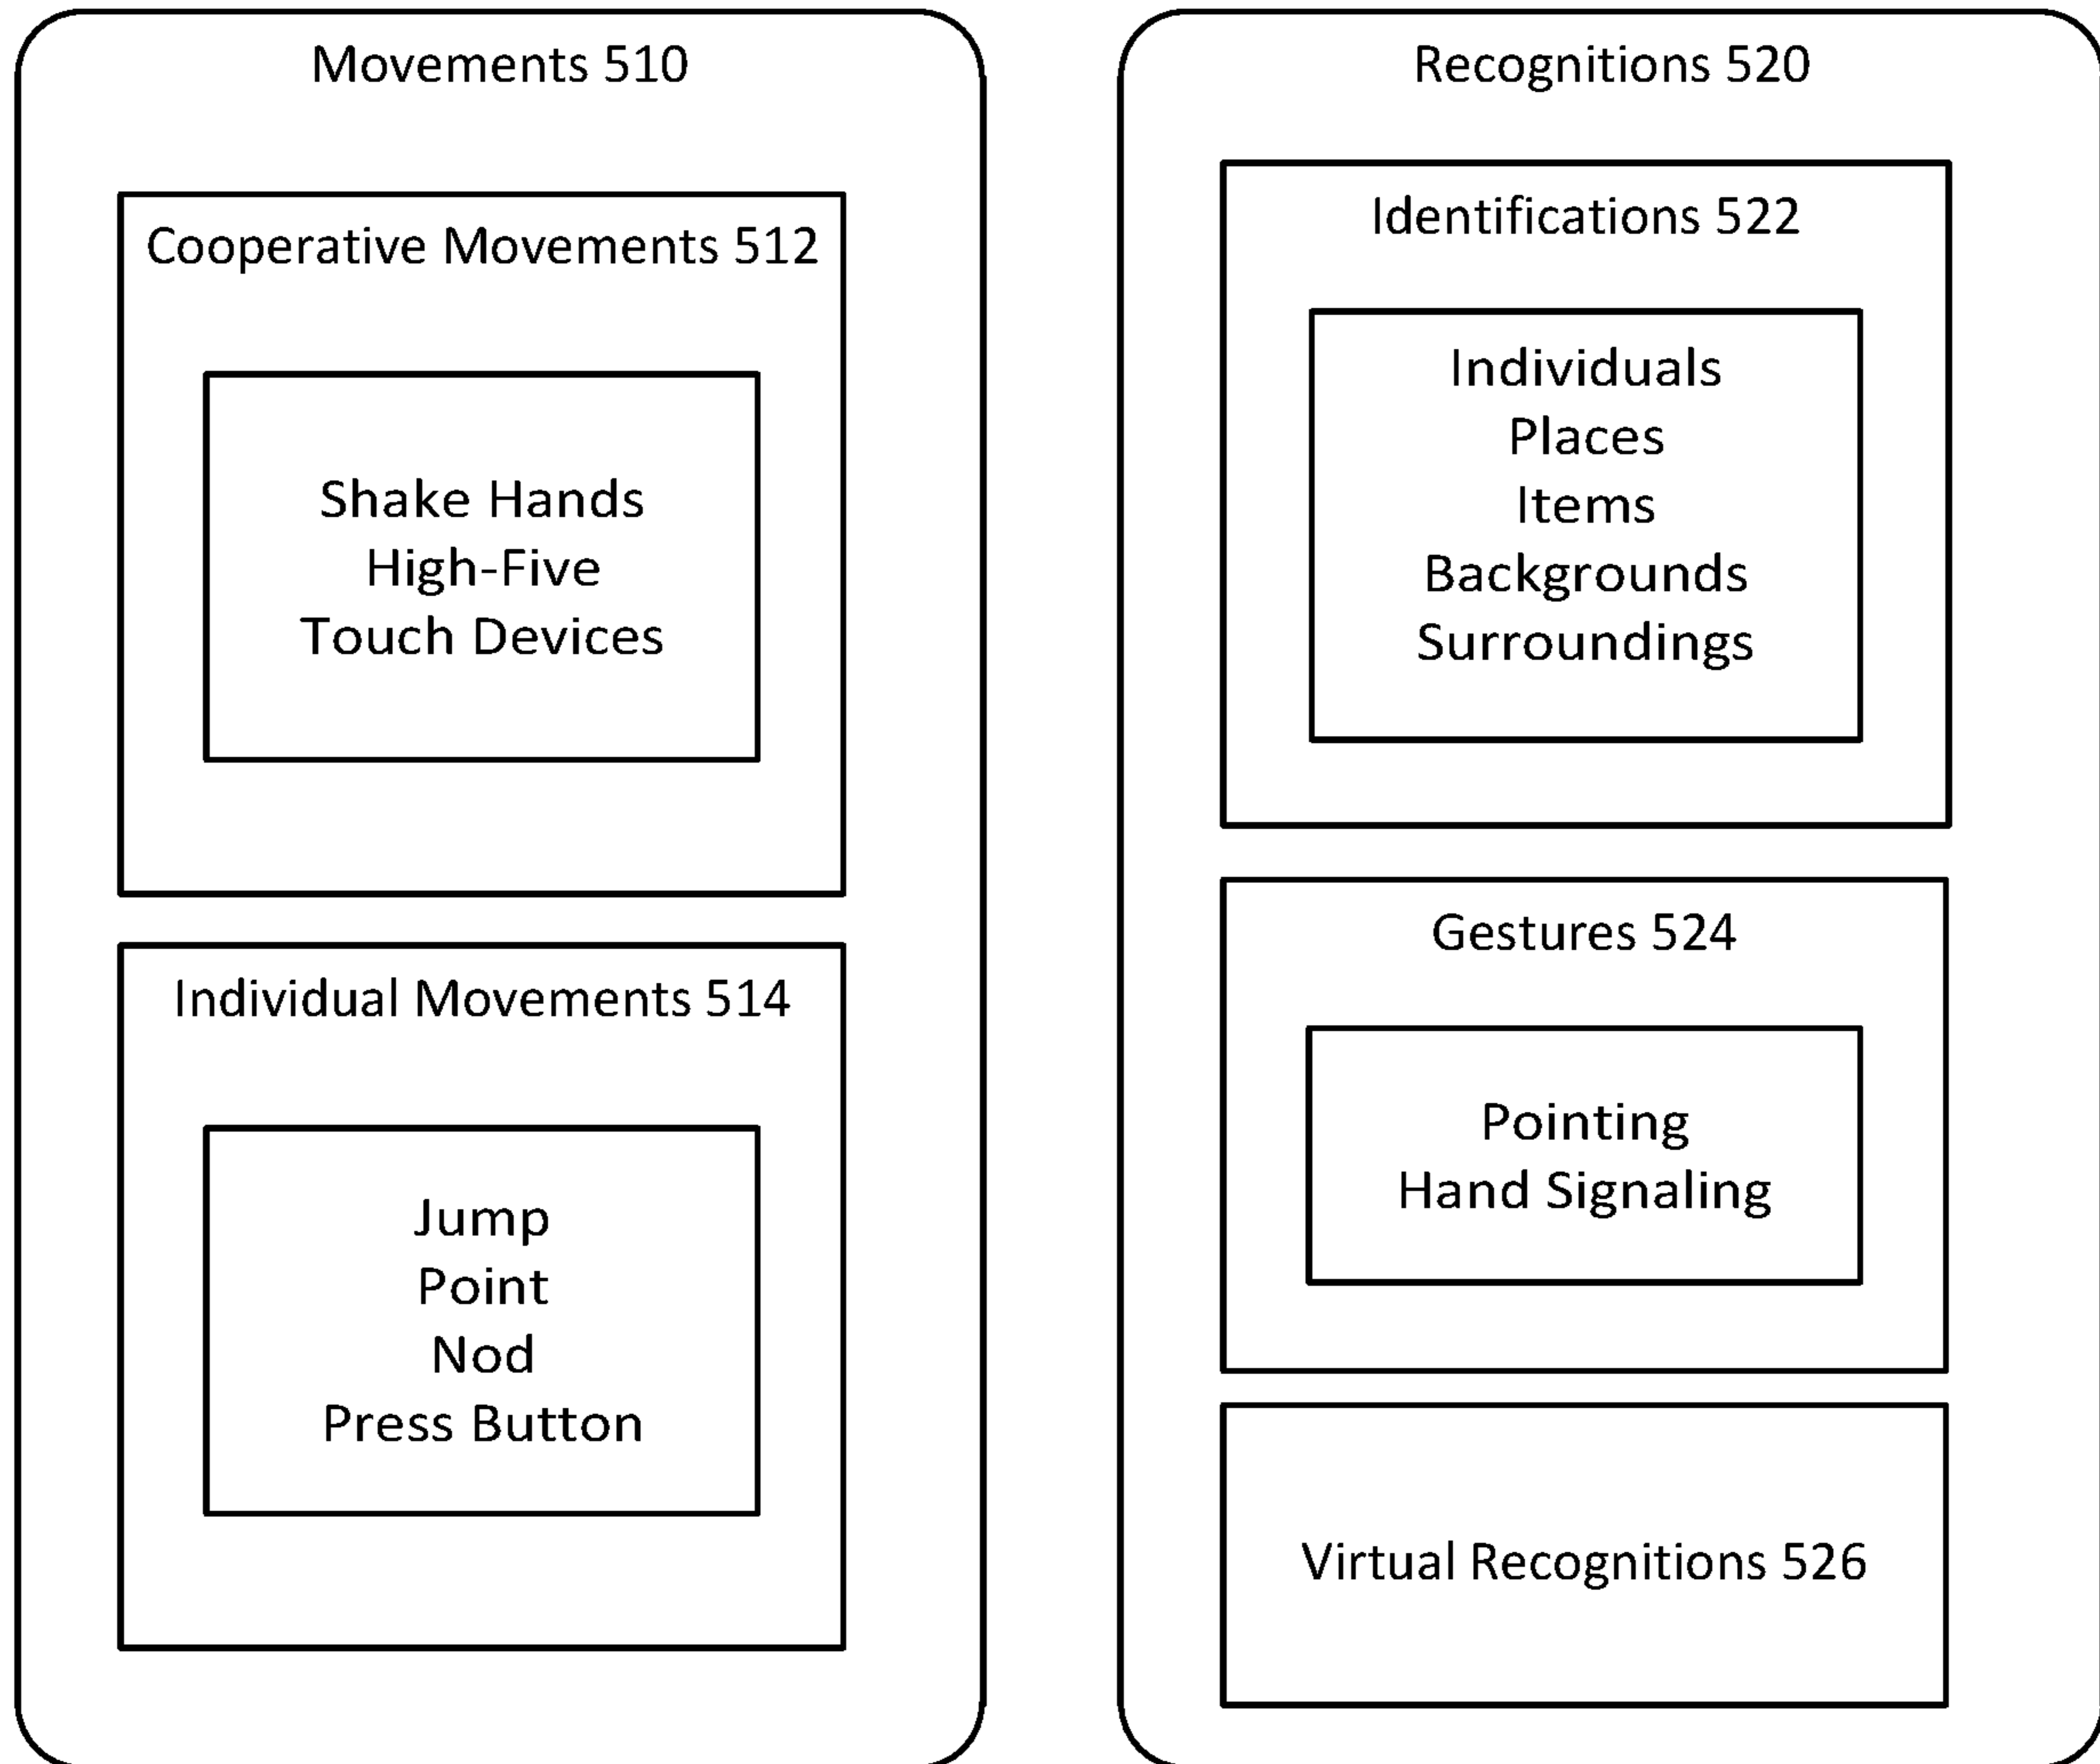 Movements 510
Cooperative Movements 512
Shake Hands
High-Five
Touch Devices
Individual Movements 514
Jump
Point
Nod
Press Button
Recognitions 520
Identifications 522
Individuals
Places
Items
Backgrounds
Surroundings
Gestures 524
Pointing
Hand Signaling
Virtual Recognitions 526